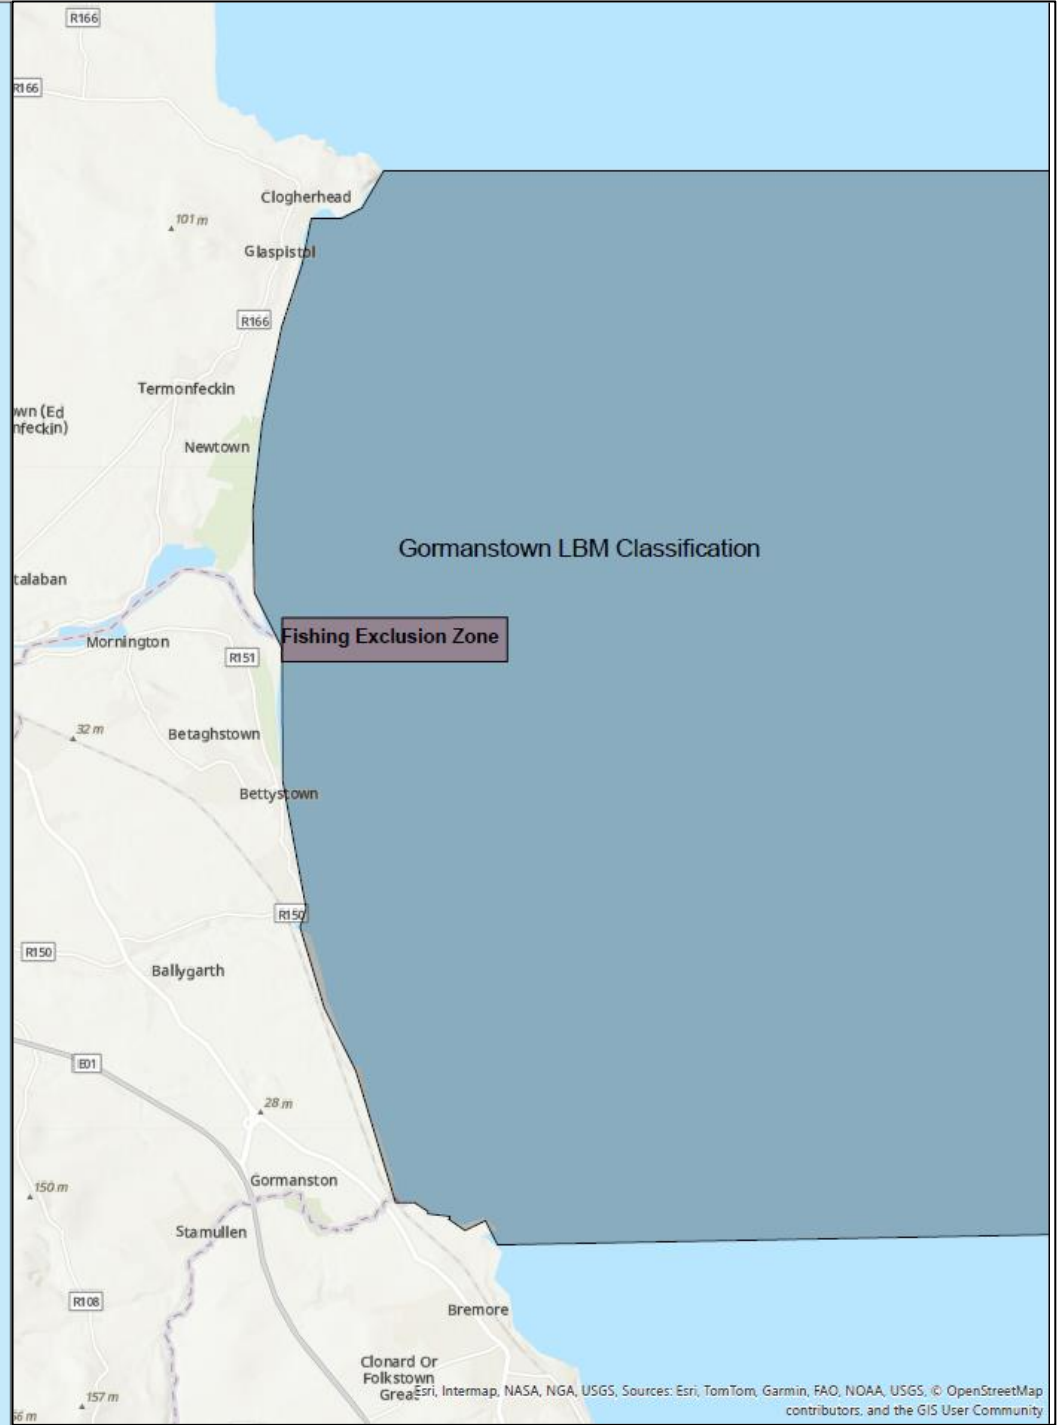 R166
R166
Clogherhead
101 m
Glaspistol
R166
Termonfeckin
wn (Ed
nfeckin)
Newtown
Gormanstown LBM Classification
talaban
Fishing Exclusion Zone
Mornington
R151
32 m
Betaghstown
Bettystown
R150
R150
Ballygarth
E01
28 m
Gormanston
150 m
Stamullen
R108
Bremore
Clonard Or
Folkstown
Great
157 m
56 m
Esri, Intermap, NASA, NGA, USGS, Sources: Esri, TomTom, Garmin, FAO, NOAA, USGS, © OpenStreetMap
contributors, and the GIS User Community